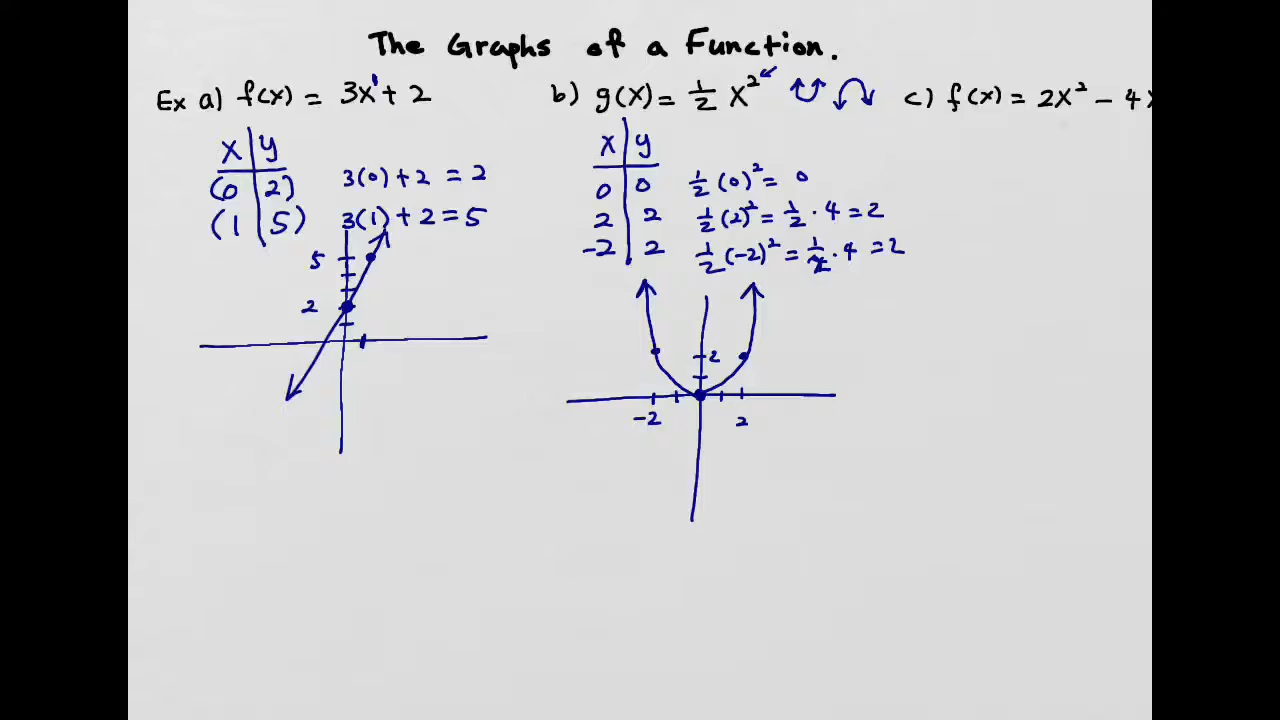 The Graphs of a Function.
Ex a) f(x) = 3x¹ + 2
x | y
(0 | 2)
(1 | 5)
3(0) + 2 = 2
3(1) + 2 = 5
5
2
b) g(x) = 1/2 x²
x | y
0 | 0
2 | 2
-2 | 2
1/2 (0)² = 0
1/2 (2)² = 1/2 · 4 = 2
1/2 (-2)² = 1/2 · 4 = 2
2
-2 2
c) f(x) = 2x² - 4